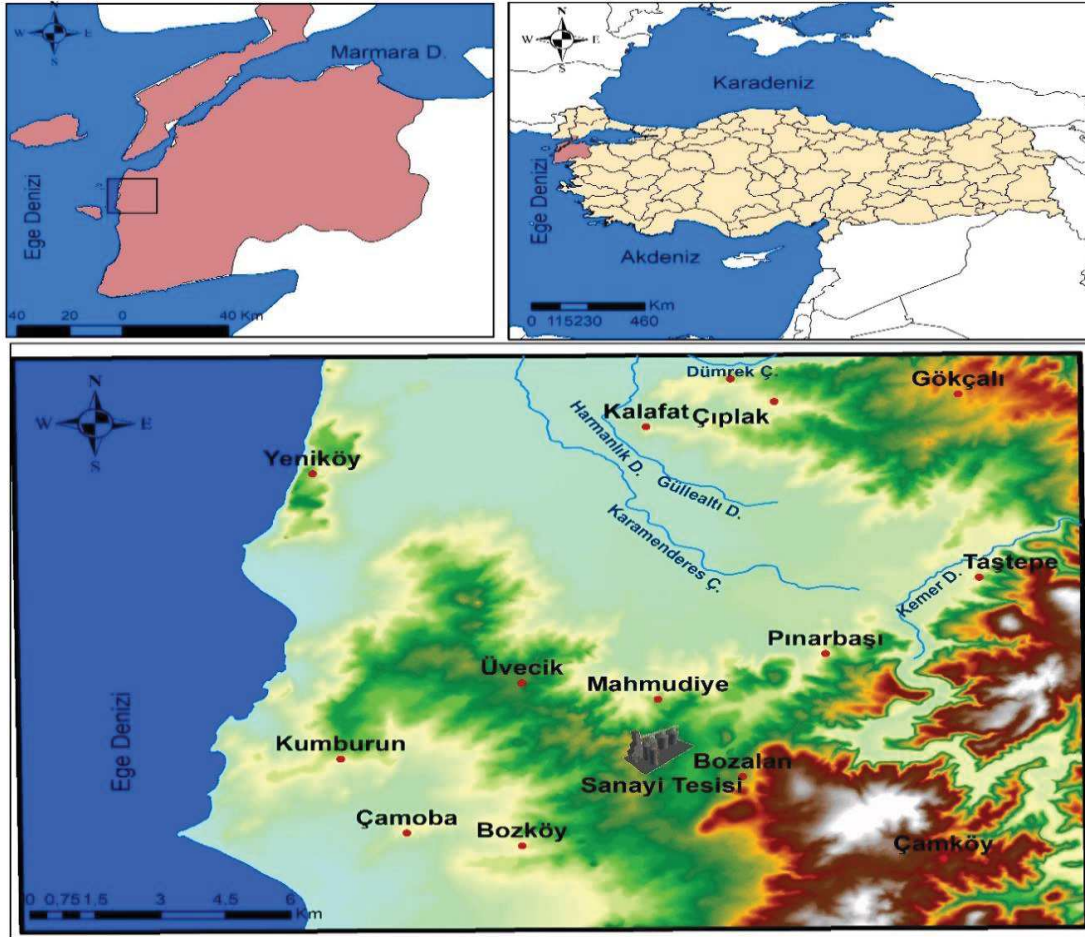 N
W E
S
Marmara D.
Ege Denizi
40 20 0 40 Km
N
W E
S
Karadeniz
Ege Denizi
Akdeniz
Km
0 115230 460
N
W E
S
Dümrek Ç.
Gökçalı
Kalafat
Çıplak
Harmanlık D.
Yeniköy
Güllealtı D.
Karamenderes Ç.
Taştepe
Kemer D.
Pınarbaşı
Üvecik
Mahmudiye
Ege Denizi
Kumburun
Bozalan
Sanayi Tesisi
Çamoba
Bozköy
Çamköy
0 0,75 1,5 3 4,5 6
Km